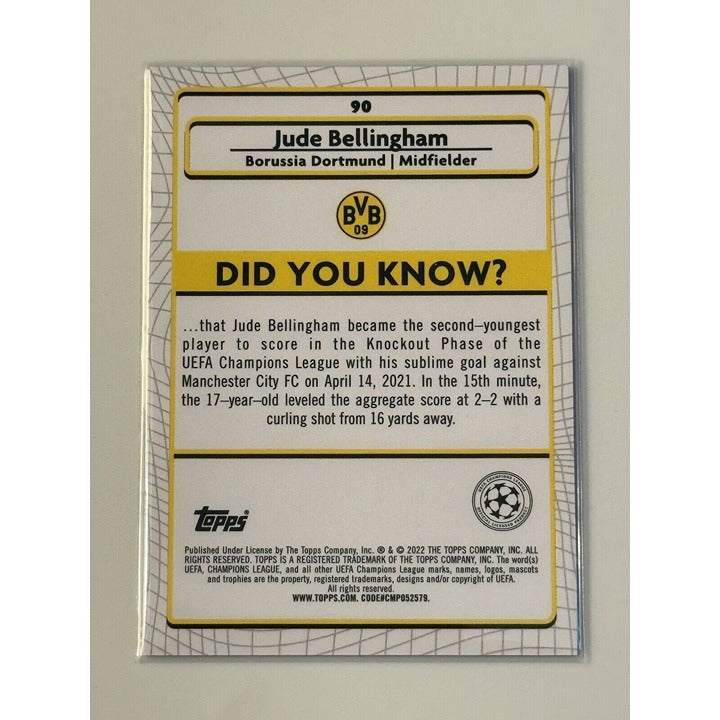 90
Jude Bellingham
Borussia Dortmund | Midfielder
BVB
09
DID YOU KNOW?
...that Jude Bellingham became the second–youngest
player to score in the Knockout Phase of the
UEFA Champions League with his sublime goal against
Manchester City FC on April 14, 2021. In the 15th minute,
the 17–year–old leveled the aggregate score at 2–2 with a
curling shot from 16 yards away.
topps
UEFA CHAMPIONS LEAGUE
OFFICIAL LICENSED PRODUCT
Published Under License by The Topps Company, Inc. ® & © 2022 THE TOPPS COMPANY, INC. ALL
RIGHTS RESERVED. TOPPS IS A REGISTERED TRADEMARK OF THE TOPPS COMPANY, INC. The word(s)
UEFA, CHAMPIONS LEAGUE, and all other UEFA Champions League marks, names, logos, mascots
and trophies are the property, registered trademarks, designs and/or copyright of UEFA.
All rights reserved.
WWW.TOPPS.COM. CODE#CMP052579.